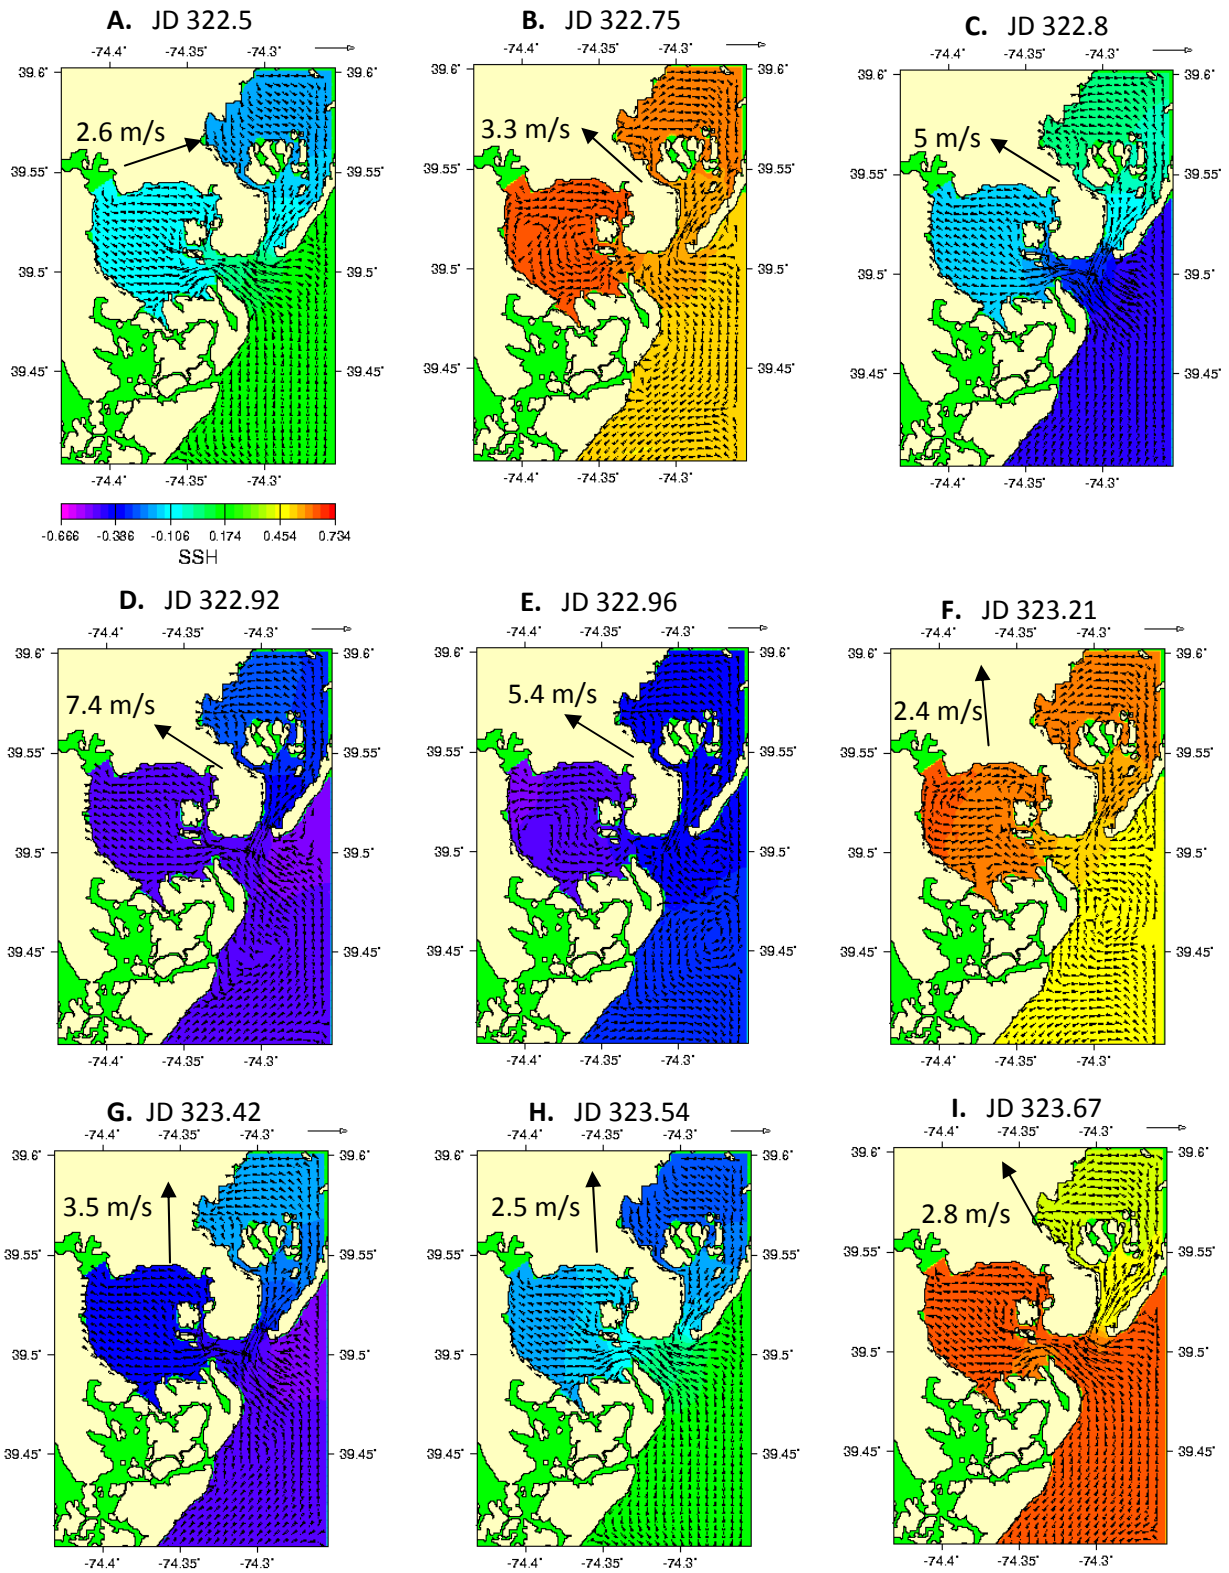 A. JD 322.5
B. JD 322.75
C. JD 322.8
-74.4° -74.35° -74.3°
-74.4° -74.35° -74.3°
-74.4° -74.35° -74.3°
39.6° 39.6° 39.6° 39.6° 39.6° 39.6°
2.6 m/s
3.3 m/s
5 m/s
39.55° 39.55° 39.55° 39.55° 39.55° 39.55°
39.5° 39.5° 39.5° 39.5° 39.5° 39.5°
39.45° 39.45° 39.45° 39.45° 39.45° 39.45°
-74.4° -74.35° -74.3°
-74.4° -74.35° -74.3°
-74.4° -74.35° -74.3°
-0.666 -0.386 -0.106 0.174 0.454 0.734
SSH
D. JD 322.92
E. JD 322.96
F. JD 323.21
-74.4° -74.35° -74.3°
-74.4° -74.35° -74.3°
-74.4° -74.35° -74.3°
39.6° 39.6° 39.6° 39.6° 39.6° 39.6°
7.4 m/s
5.4 m/s
2.4 m/s
39.55° 39.55° 39.55° 39.55° 39.55° 39.55°
39.5° 39.5° 39.5° 39.5° 39.5° 39.5°
39.45° 39.45° 39.45° 39.45° 39.45° 39.45°
-74.4° -74.35° -74.3°
-74.4° -74.35° -74.3°
-74.4° -74.35° -74.3°
G. JD 323.42
H. JD 323.54
I. JD 323.67
-74.4° -74.35° -74.3°
-74.4° -74.35° -74.3°
-74.4° -74.35° -74.3°
39.6° 39.6° 39.6° 39.6° 39.6° 39.6°
3.5 m/s
2.5 m/s
2.8 m/s
39.55° 39.55° 39.55° 39.55° 39.55° 39.55°
39.5° 39.5° 39.5° 39.5° 39.5° 39.5°
39.45° 39.45° 39.45° 39.45° 39.45° 39.45°
-74.4° -74.35° -74.3°
-74.4° -74.35° -74.3°
-74.4° -74.35° -74.3°